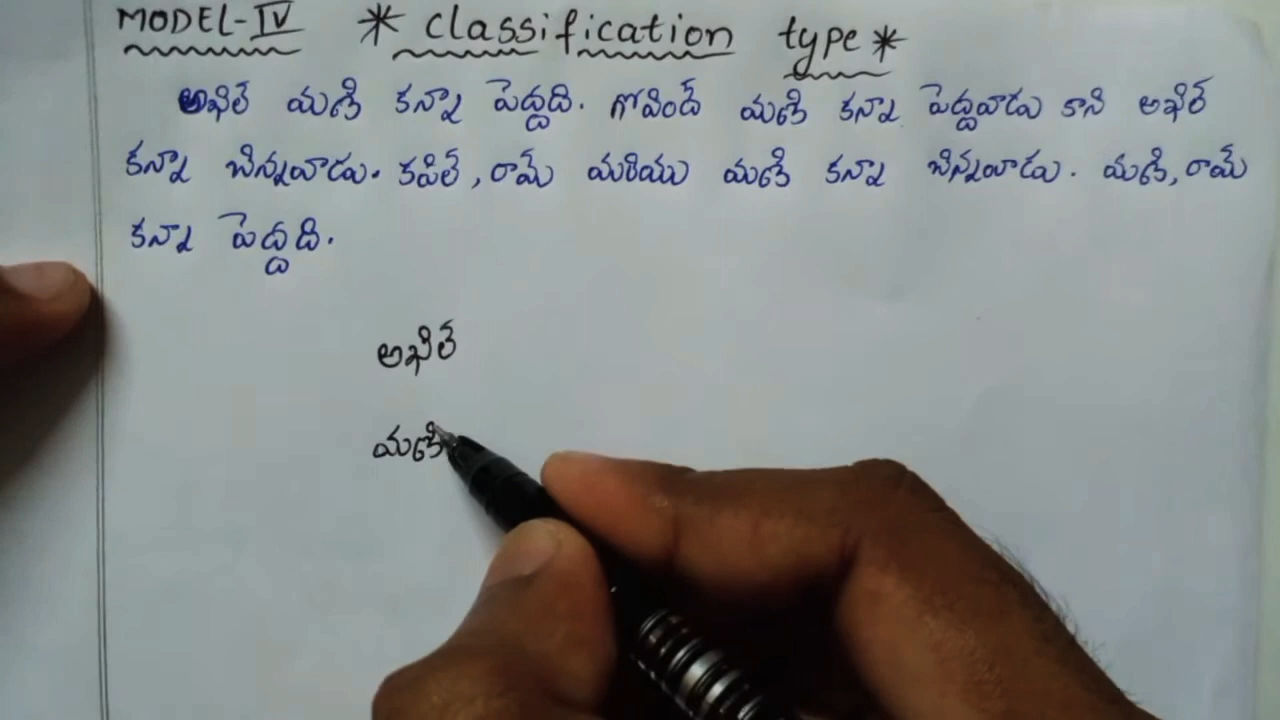 MODEL-IV * classification type *
అఖిల్ మణి కన్నా పెద్దది. గోవింద్ మణి కన్నా పెద్దవాడు కాని అఖిల్
కన్నా చిన్నవాడు. కపిల్, రామ్ మరియు మణి కన్నా చిన్నవాడు. మణి, రామ్
కన్నా పెద్దది.
అఖిల్
మణి